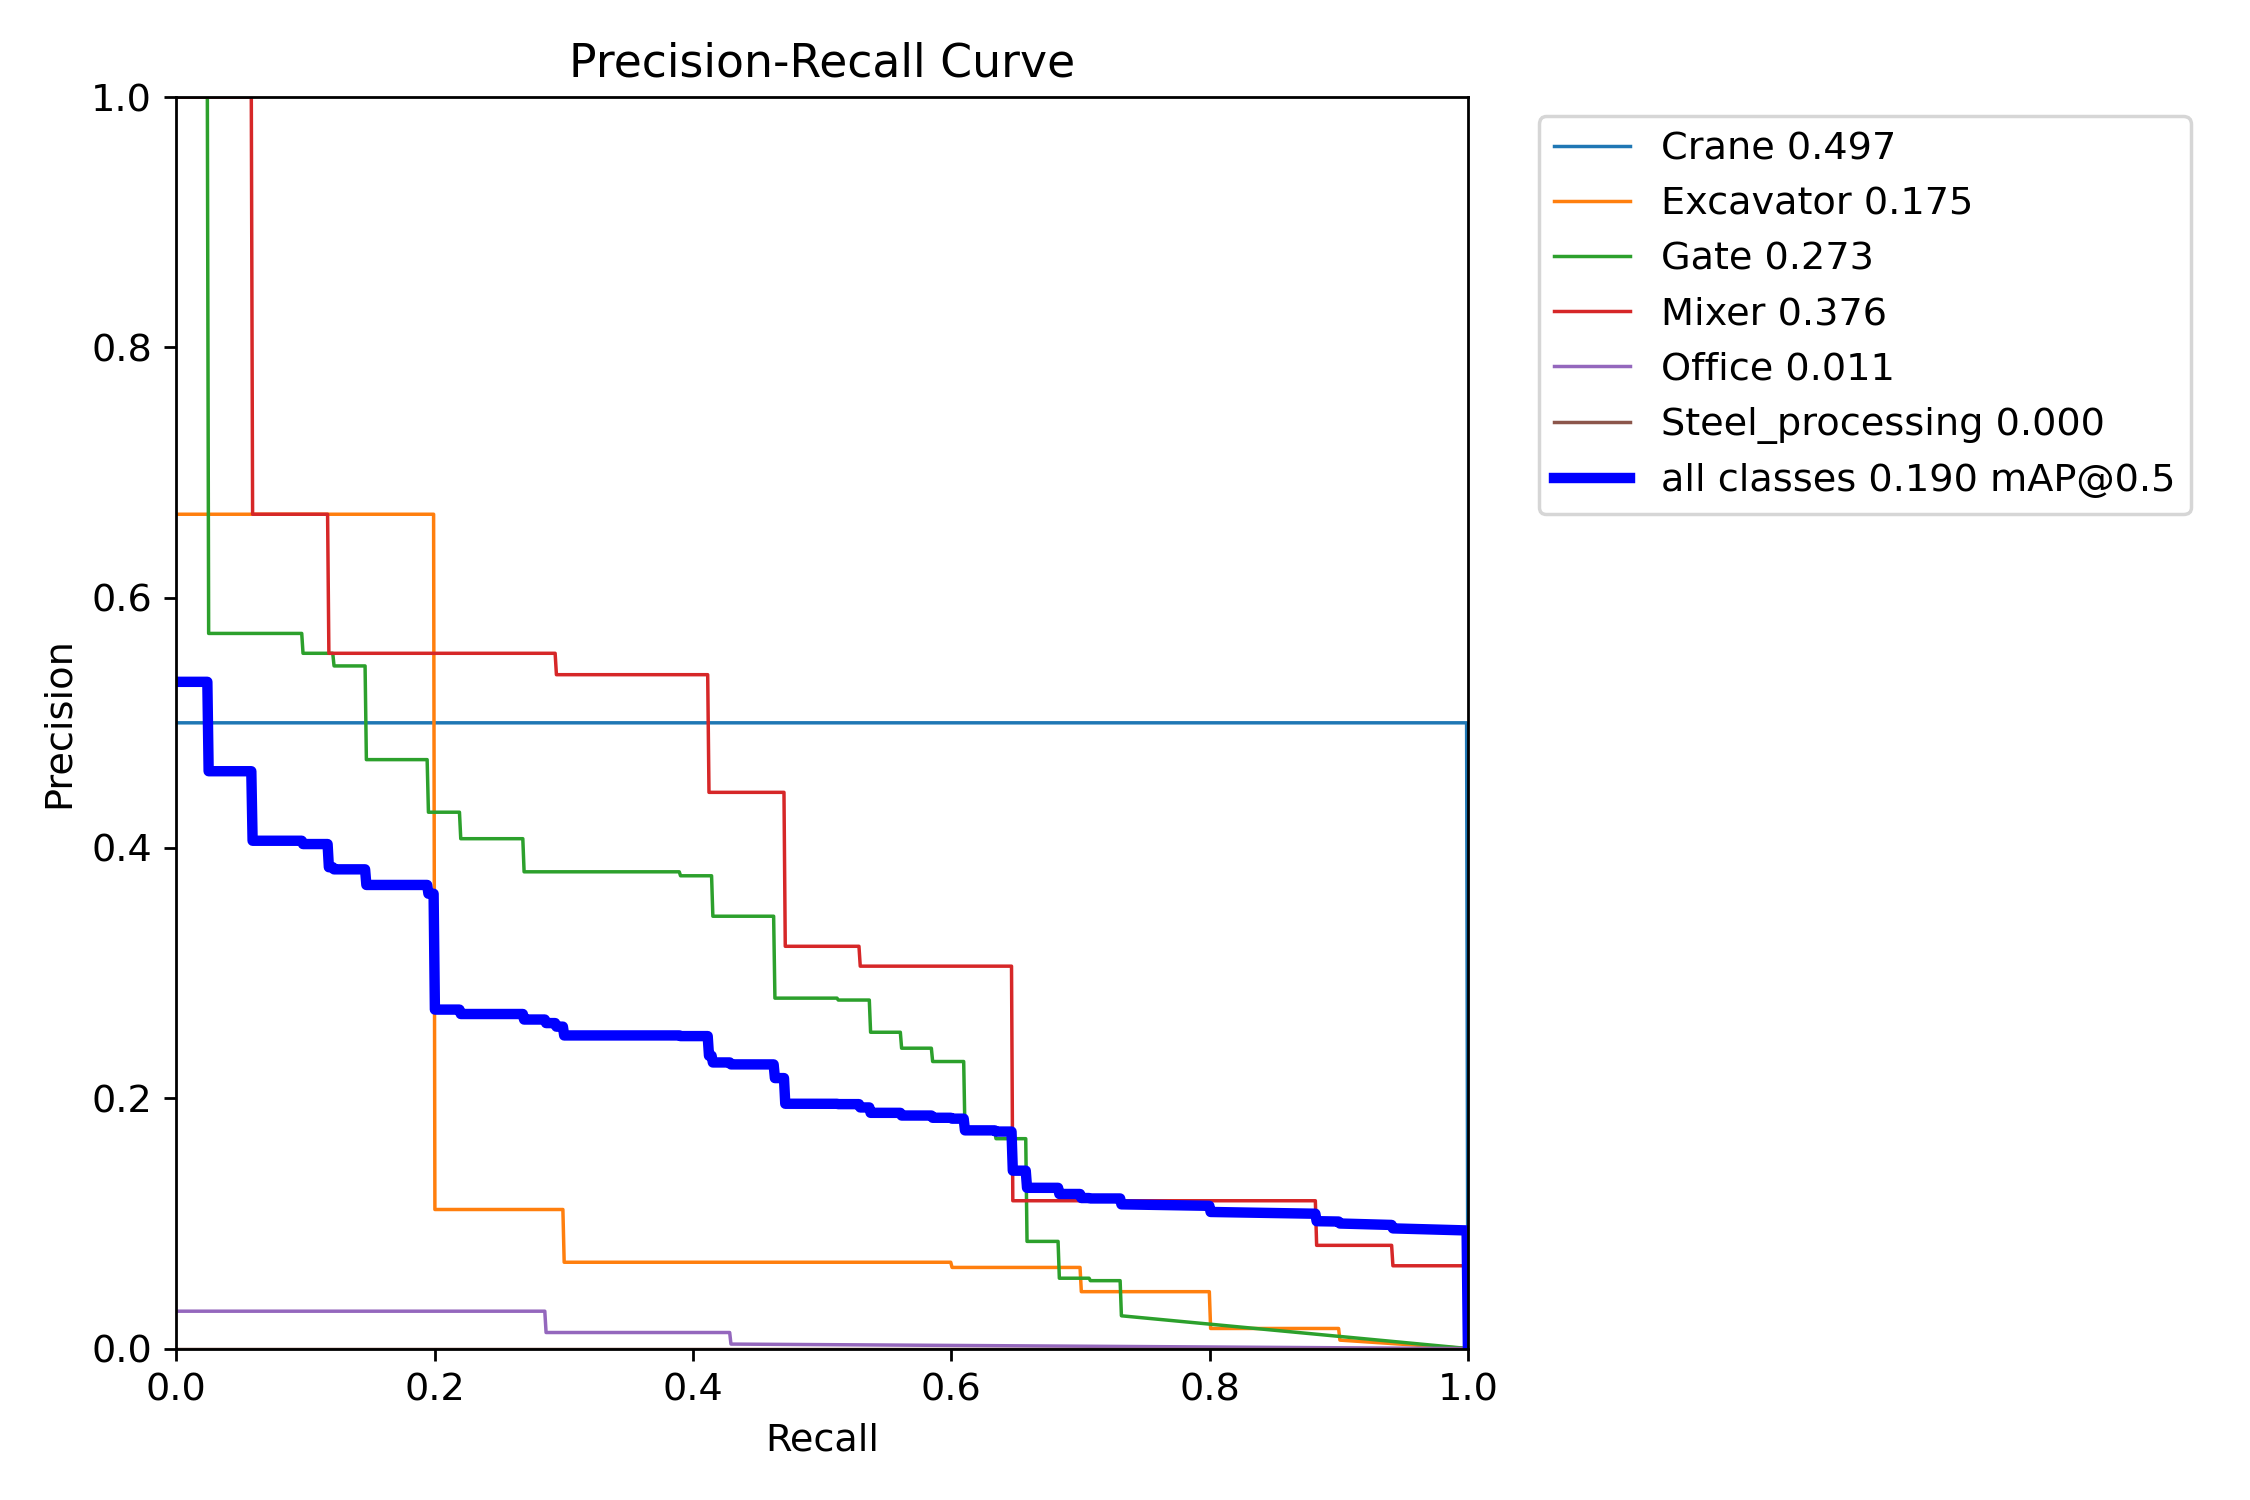 Precision-Recall Curve
1.0
0.8
0.6
0.4
0.2
0.0
Precision
0.0 0.2 0.4 0.6 0.8 1.0
Recall
Crane 0.497
Excavator 0.175
Gate 0.273
Mixer 0.376
Office 0.011
Steel_processing 0.000
all classes 0.190 mAP@0.5